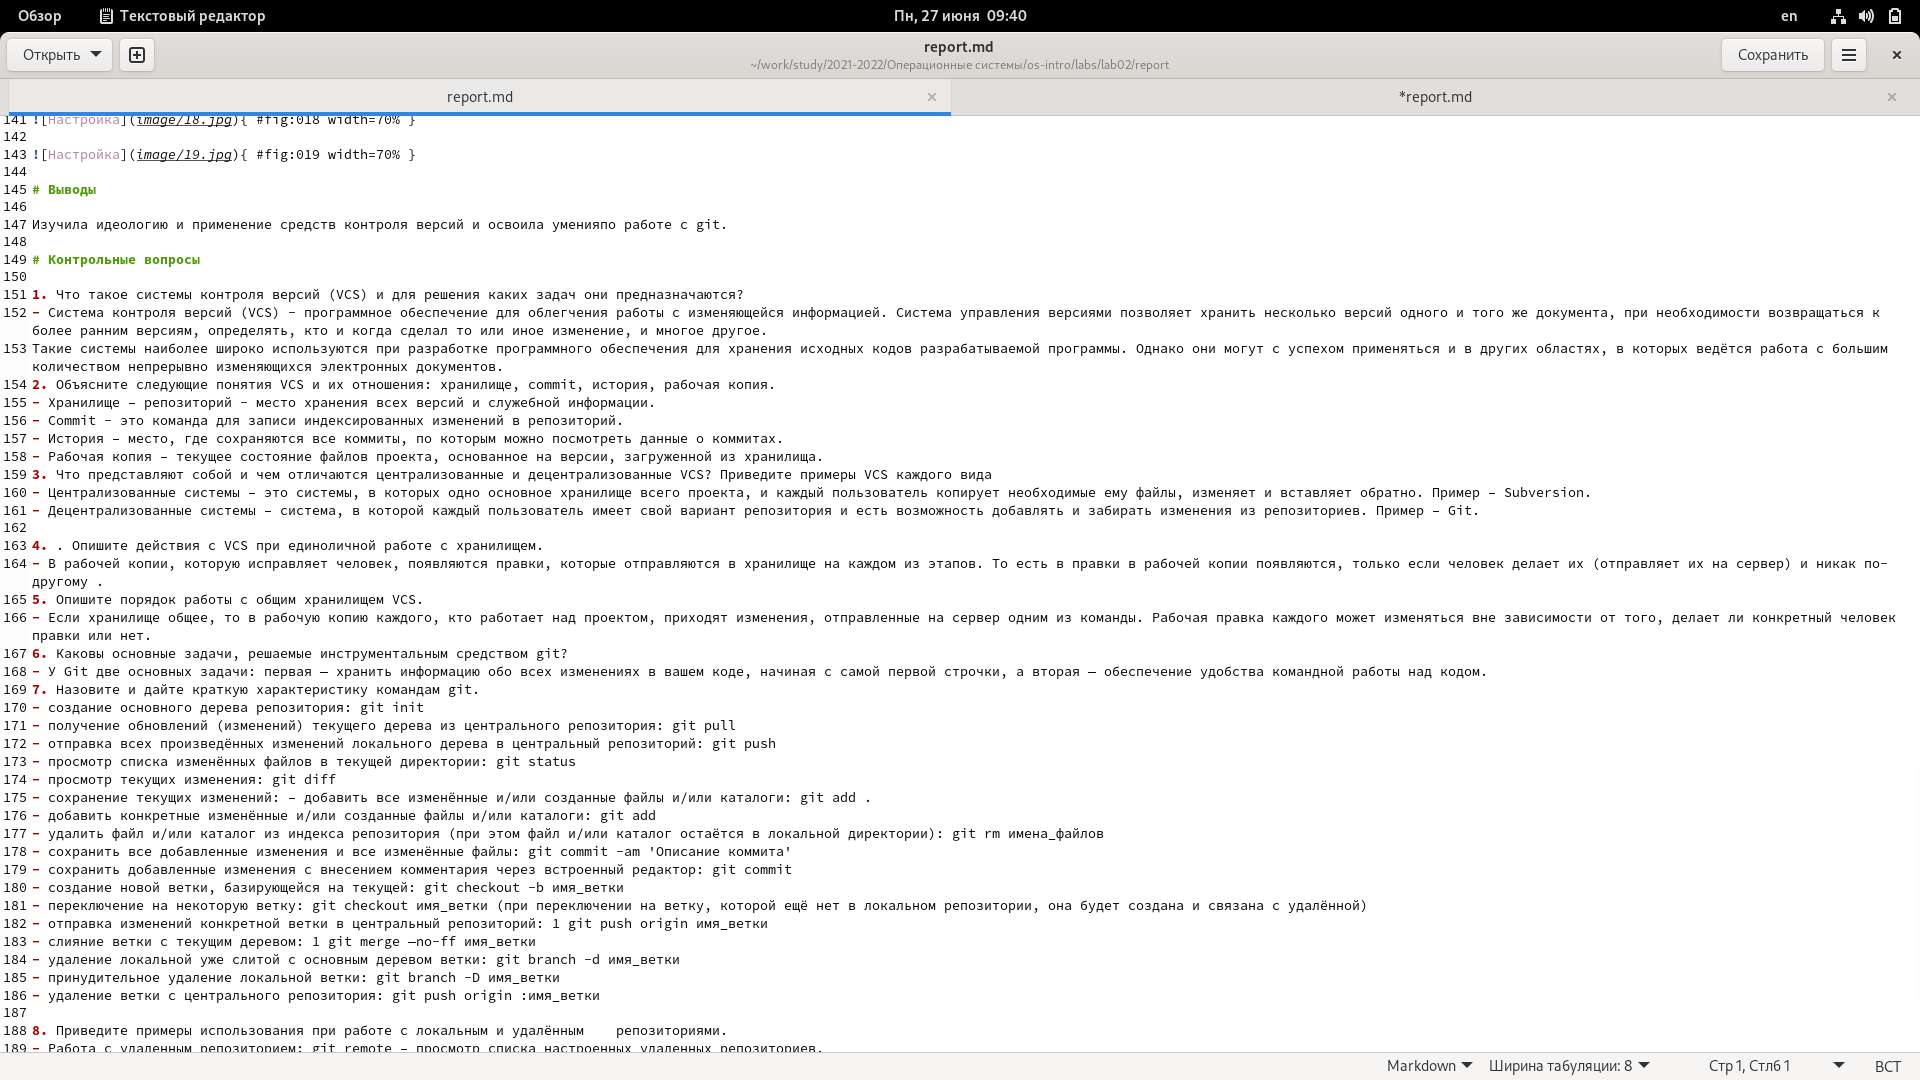 Обзор Текстовый редактор Пн, 27 июня 09:40 en
Открыть report.md Сохранить
~/work/study/2021-2022/Операционные системы/os-intro/labs/lab02/report
report.md *report.md
141 ![Настройка](image/18.jpg){ #fig:018 width=70% }
142
143 ![Настройка](image/19.jpg){ #fig:019 width=70% }
144
145 # Выводы
146
147 Изучила идеологию и применение средств контроля версий и освоила уменияпо работе с git.
148
149 # Контрольные вопросы
150
151 1. Что такое системы контроля версий (VCS) и для решения каких задач они предназначаются?
152 - Система контроля версий (VCS) - программное обеспечение для облегчения работы с изменяющейся информацией. Система управления версиями позволяет хранить несколько версий одного и того же документа, при необходимости возвращаться к
более ранним версиям, определять, кто и когда сделал то или иное изменение, и многое другое.
153 Такие системы наиболее широко используются при разработке программного обеспечения для хранения исходных кодов разрабатываемой программы. Однако они могут с успехом применяться и в других областях, в которых ведётся работа с большим
количеством непрерывно изменяющихся электронных документов.
154 2. Объясните следующие понятия VCS и их отношения: хранилище, commit, история, рабочая копия.
155 - Хранилище – репозиторий - место хранения всех версий и служебной информации.
156 - Commit - это команда для записи индексированных изменений в репозиторий.
157 - История – место, где сохраняются все коммиты, по которым можно посмотреть данные о коммитах.
158 - Рабочая копия – текущее состояние файлов проекта, основанное на версии, загруженной из хранилища.
159 3. Что представляют собой и чем отличаются централизованные и децентрализованные VCS? Приведите примеры VCS каждого вида
160 - Централизованные системы – это системы, в которых одно основное хранилище всего проекта, и каждый пользователь копирует необходимые ему файлы, изменяет и вставляет обратно. Пример – Subversion.
161 - Децентрализованные системы – система, в которой каждый пользователь имеет свой вариант репозитория и есть возможность добавлять и забирать изменения из репозиториев. Пример – Git.
162
163 4. . Опишите действия с VCS при единоличной работе с хранилищем.
164 - В рабочей копии, которую исправляет человек, появляются правки, которые отправляются в хранилище на каждом из этапов. То есть в правки в рабочей копии появляются, только если человек делает их (отправляет их на сервер) и никак по-
другому .
165 5. Опишите порядок работы с общим хранилищем VCS.
166 - Если хранилище общее, то в рабочую копию каждого, кто работает над проектом, приходят изменения, отправленные на сервер одним из команды. Рабочая правка каждого может изменяться вне зависимости от того, делает ли конкретный человек
правки или нет.
167 6. Каковы основные задачи, решаемые инструментальным средством git?
168 - У Git две основных задачи: первая — хранить информацию обо всех изменениях в вашем коде, начиная с самой первой строчки, а вторая — обеспечение удобства командной работы над кодом.
169 7. Назовите и дайте краткую характеристику командам git.
170 - создание основного дерева репозитория: git init
171 - получение обновлений (изменений) текущего дерева из центрального репозитория: git pull
172 - отправка всех произведённых изменений локального дерева в центральный репозиторий: git push
173 - просмотр списка изменённых файлов в текущей директории: git status
174 - просмотр текущих изменения: git diff
175 - сохранение текущих изменений: – добавить все изменённые и/или созданные файлы и/или каталоги: git add .
176 - добавить конкретные изменённые и/или созданные файлы и/или каталоги: git add
177 - удалить файл и/или каталог из индекса репозитория (при этом файл и/или каталог остаётся в локальной директории): git rm имена_файлов
178 - сохранить все добавленные изменения и все изменённые файлы: git commit -am 'Описание коммита'
179 - сохранить добавленные изменения с внесением комментария через встроенный редактор: git commit
180 - создание новой ветки, базирующейся на текущей: git checkout -b имя_ветки
181 - переключение на некоторую ветку: git checkout имя_ветки (при переключении на ветку, которой ещё нет в локальном репозитории, она будет создана и связана с удалённой)
182 - отправка изменений конкретной ветки в центральный репозиторий: 1 git push origin имя_ветки
183 - слияние ветки с текущим деревом: 1 git merge —no-ff имя_ветки
184 - удаление локальной уже слитой с основным деревом ветки: git branch -d имя_ветки
185 - принудительное удаление локальной ветки: git branch -D имя_ветки
186 - удаление ветки с центрального репозитория: git push origin :имя_ветки
187
188 8. Приведите примеры использования при работе с локальным и удалённым    репозиториями.
189 - Работа с удаленным репозиторием: git remote – просмотр списка настроенных удаленных репозиториев.
Markdown Ширина табуляции: 8 Стр 1, Стлб 1 ВСТ